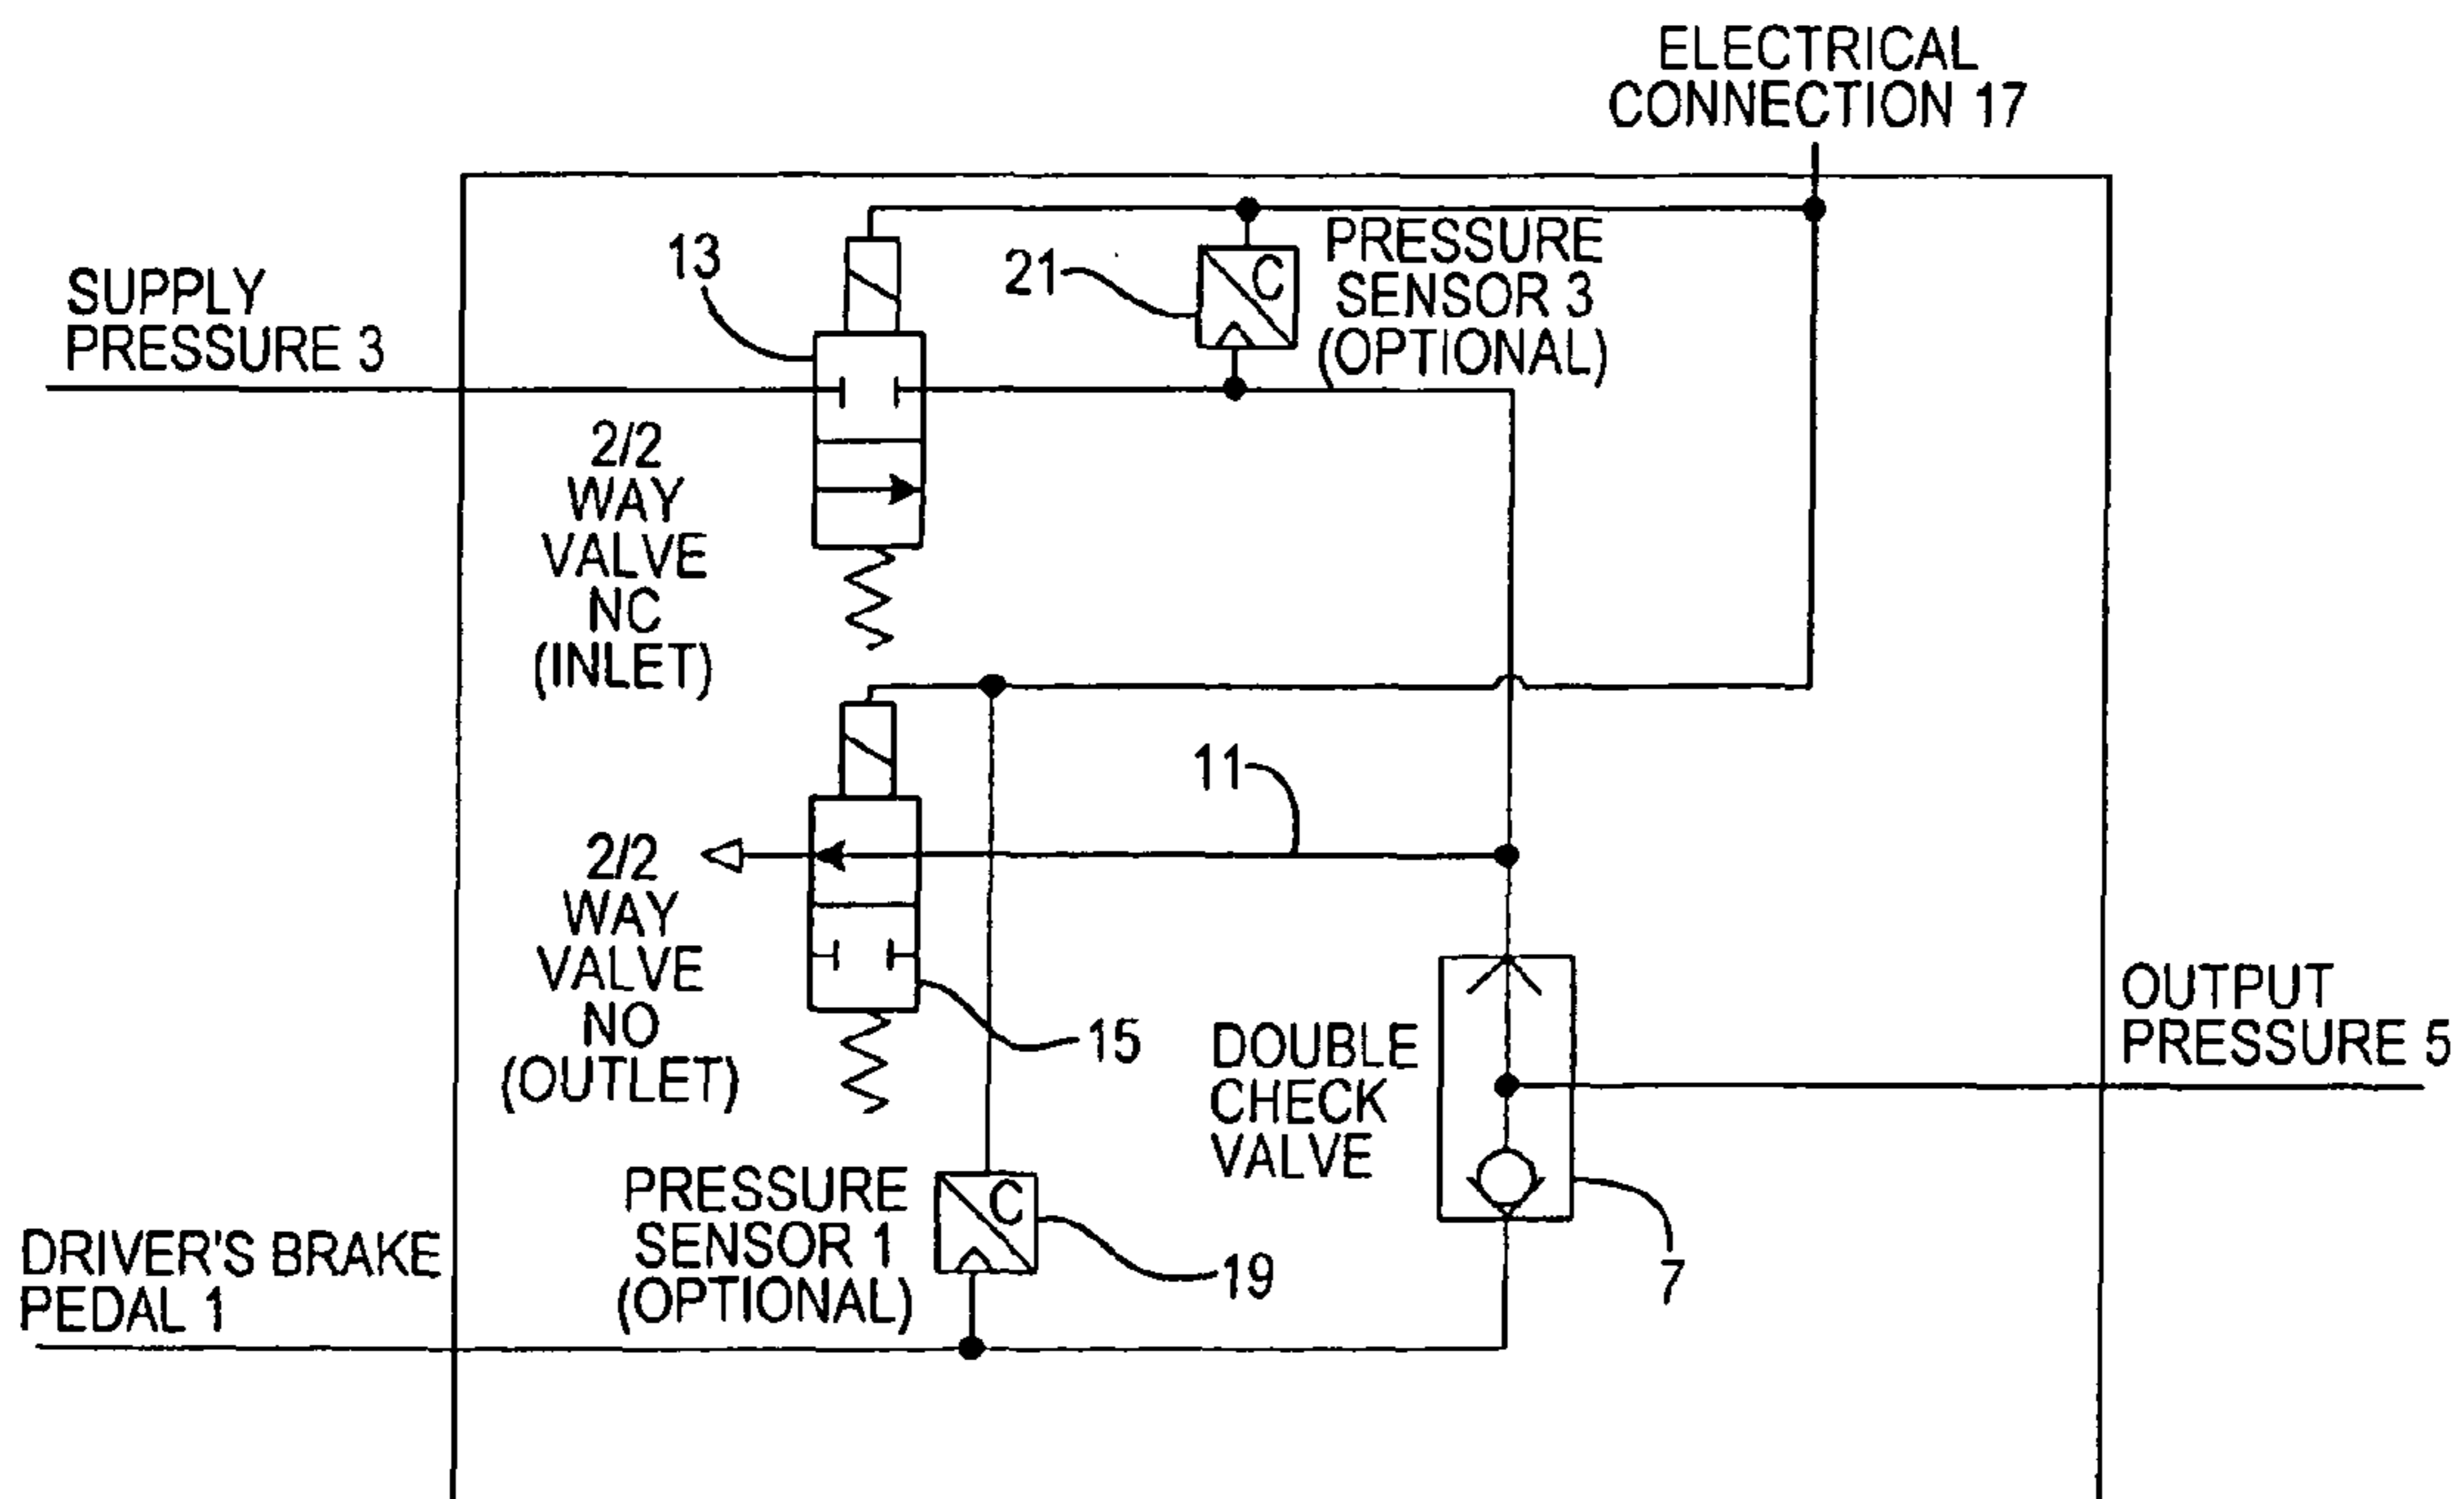 ELECTRICAL
CONNECTION 17
SUPPLY
PRESSURE 3
13
21
C
PRESSURE
SENSOR 3
(OPTIONAL)
2/2
WAY
VALVE
NC
(INLET)
11
2/2
WAY
VALVE
NO
(OUTLET)
15
DOUBLE
CHECK
VALVE
OUTPUT
PRESSURE 5
PRESSURE
SENSOR 1
(OPTIONAL)
C
19
7
DRIVER'S BRAKE
PEDAL 1